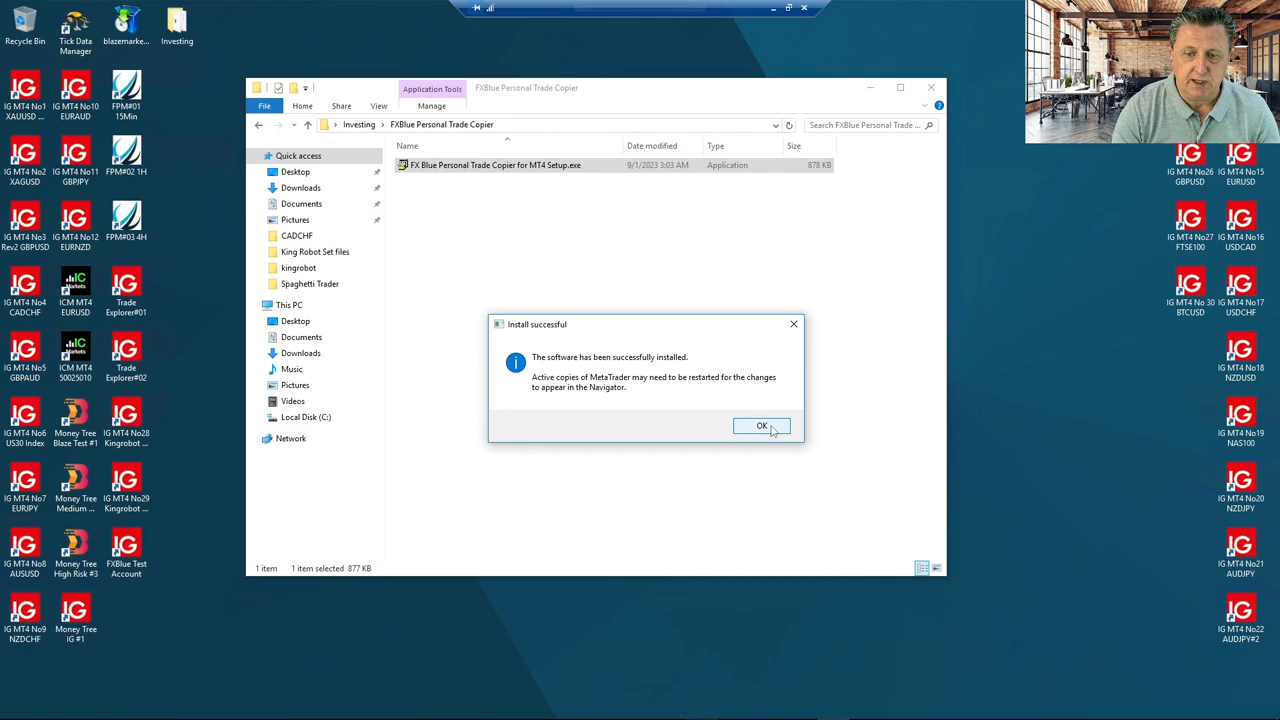 Recycle Bin
Tick Data
Manager
blazemarke...
Investing
IG MT4 No1
XAUUSD ...
IG MT4 No10
EURAUD
FPM#01
15Min
IG MT4 No2
XAGUSD
IG MT4 No11
GBPJPY
FPM#02 1H
IG MT4 No3
Rev2 GBPUSD
IG MT4 No12
EURNZD
FPM#03 4H
IG MT4 No4
CADCHF
ICM MT4
EURUSD
Trade
Explorer#01
IG MT4 No5
GBPAUD
ICM MT4
50025010
Trade
Explorer#02
IG MT4 No6
US30 Index
Money Tree
Blaze Test #1
IG MT4 No28
Kingrobot ...
IG MT4 No7
EURJPY
Money Tree
Medium ...
IG MT4 No29
Kingrobot ...
IG MT4 No8
AUSUSD
Money Tree
High Risk #3
FXBlue Test
Account
IG MT4 No9
NZDCHF
Money Tree
IG #1
Application Tools
FXBlue Personal Trade Copier
File
Home
Share
View
Manage
Investing
FXBlue Personal Trade Copier
Search FXBlue Personal Trade ...
Name
Date modified
Type
Size
FX Blue Personal Trade Copier for MT4 Setup.exe
9/1/2023 3:03 AM
Application
878 KB
Quick access
Desktop
Downloads
Documents
Pictures
CADCHF
King Robot Set files
kingrobot
Spaghetti Trader
This PC
Desktop
Documents
Downloads
Music
Pictures
Videos
Local Disk (C:)
Network
Install successful
The software has been successfully installed.
Active copies of MetaTrader may need to be restarted for the changes
to appear in the Navigator.
OK
1 item
1 item selected 877 KB
IG MT4 No26
GBPUSD
IG MT4 No15
EURUSD
IG MT4 No27
FTSE100
IG MT4 No16
USDCAD
IG MT4 No 30
BTCUSD
IG MT4 No17
USDCHF
IG MT4 No18
NZDUSD
IG MT4 No19
NAS100
IG MT4 No20
NZDJPY
IG MT4 No21
AUDJPY
IG MT4 No22
AUDJPY#2